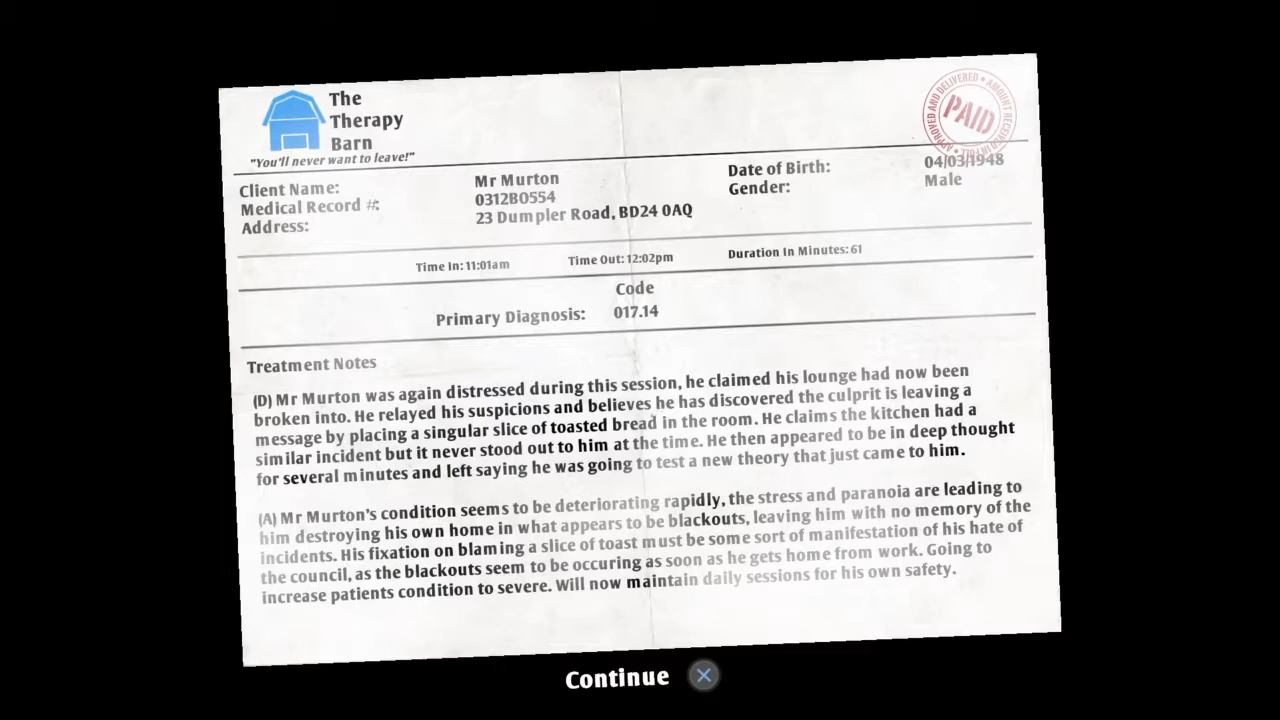 The
Therapy
Barn
"You'll never want to leave!"
APPROVED AND DELIVERED • AMOUNT RECEIVED IN FULL •
PAID
Client Name: Mr Murton Date of Birth: 04/03/1948
Medical Record #: 0312B0554 Gender: Male
Address: 23 Dumpler Road, BD24 0AQ
Time In: 11:01am Time Out: 12:02pm Duration In Minutes: 61
Code
Primary Diagnosis: 017.14
Treatment Notes
(D) Mr Murton was again distressed during this session, he claimed his lounge had now been
broken into. He relayed his suspicions and believes he has discovered the culprit is leaving a
message by placing a singular slice of toasted bread in the room. He claims the kitchen had a
similar incident but it never stood out to him at the time. He then appeared to be in deep thought
for several minutes and left saying he was going to test a new theory that just came to him.
(A) Mr Murton's condition seems to be deteriorating rapidly, the stress and paranoia are leading to
him destroying his own home in what appears to be blackouts, leaving him with no memory of the
incidents. His fixation on blaming a slice of toast must be some sort of manifestation of his hate of
the council, as the blackouts seem to be occuring as soon as he gets home from work. Going to
increase patients condition to severe. Will now maintain daily sessions for his own safety.
Continue